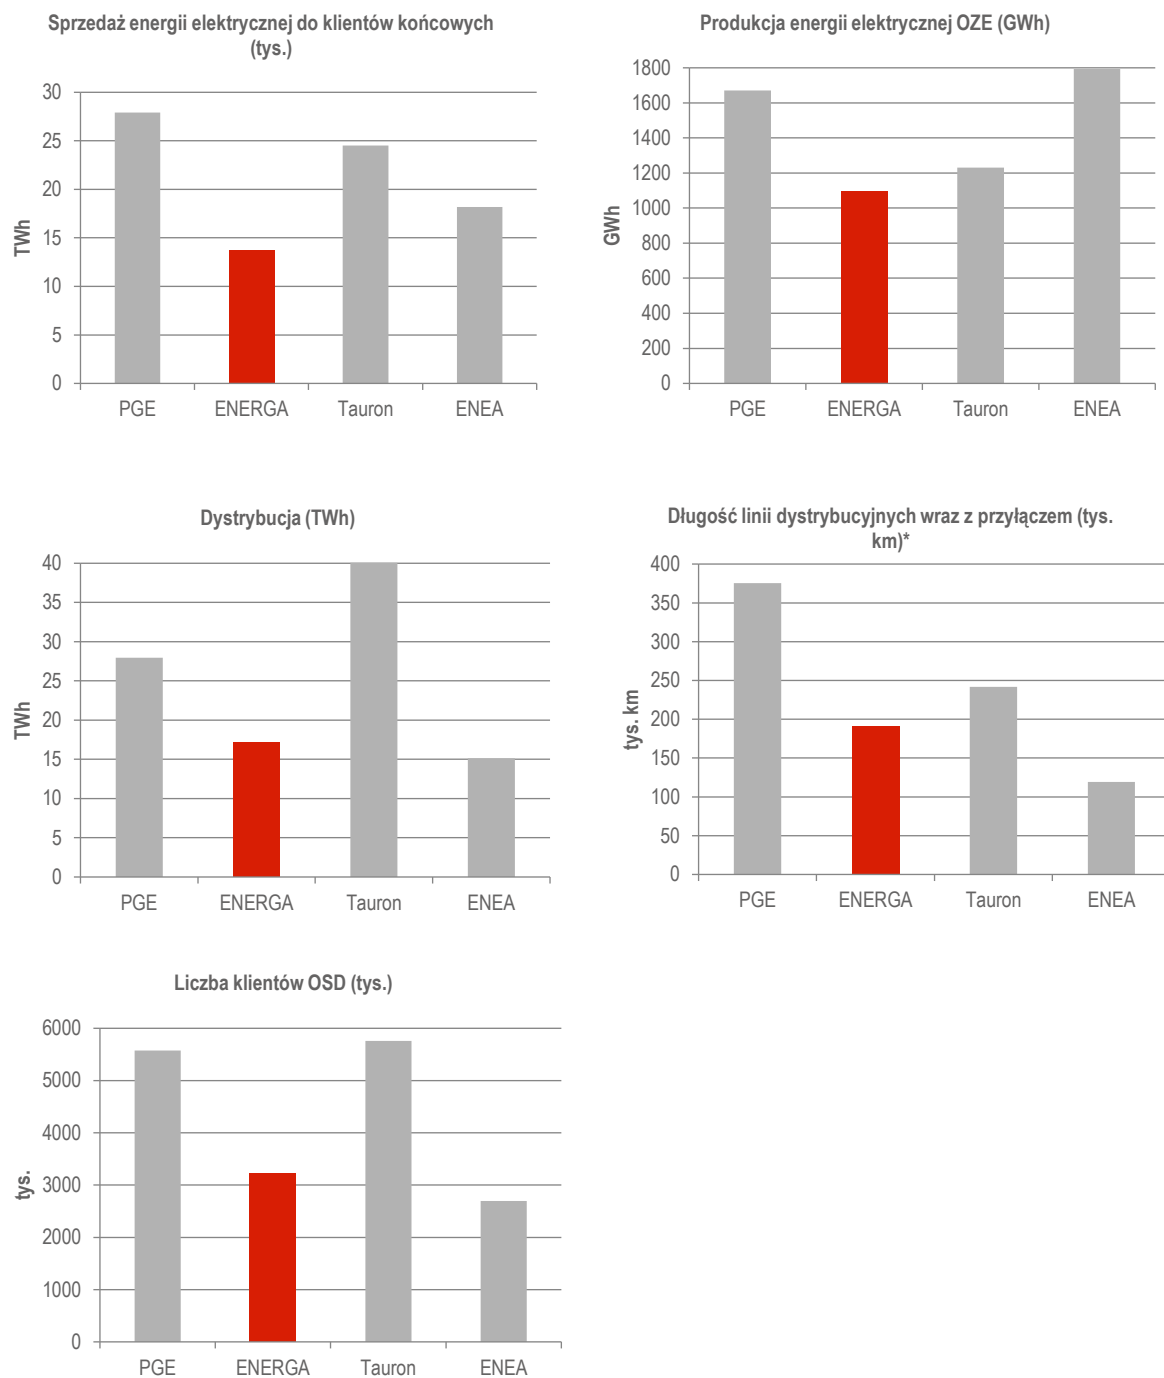 Sprzedaż energii elektrycznej do klientów końcowych
(tys.)
30
25
20
15
10
5
0
TWh
PGE ENERGA Tauron ENEA
Produkcja energii elektrycznej OZE (GWh)
1800
1600
1400
1200
1000
800
600
400
200
0
GWh
PGE ENERGA Tauron ENEA
Dystrybucja (TWh)
40
35
30
25
20
15
10
5
0
TWh
PGE ENERGA Tauron ENEA
Długość linii dystrybucyjnych wraz z przyłączem (tys.
km)*
400
350
300
250
200
150
100
50
0
tys. km
PGE ENERGA Tauron ENEA
Liczba klientów OSD (tys.)
6000
5000
4000
3000
2000
1000
0
tys.
PGE ENERGA Tauron ENEA